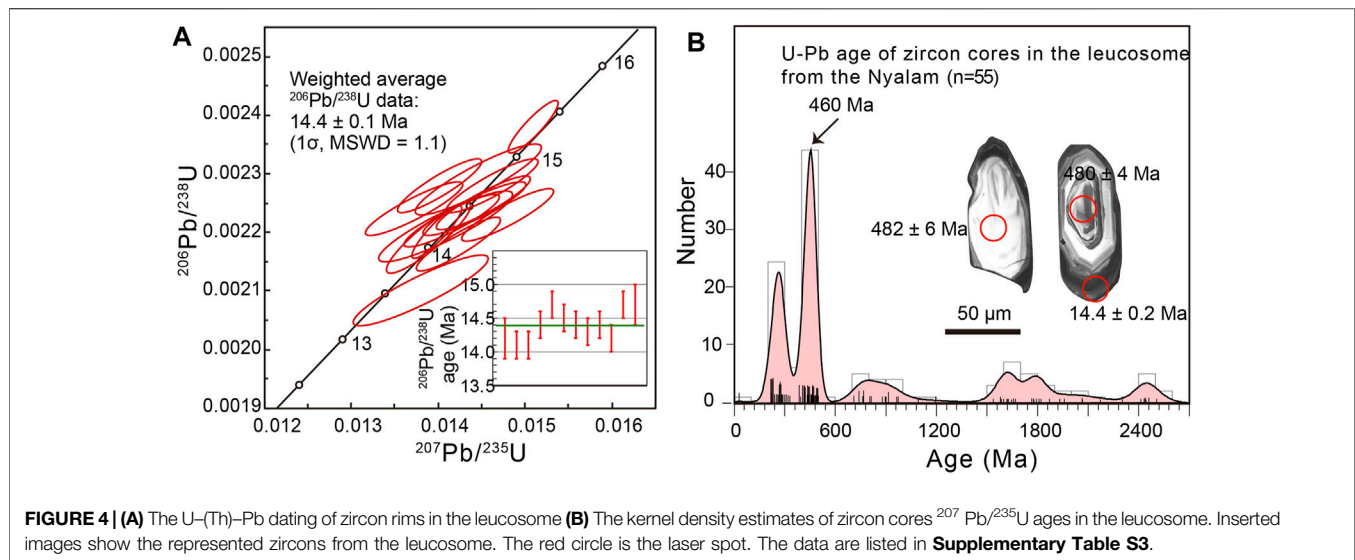 A
0.0025
0.0025
0.0024
0.0023
0.0023
0.0022
0.0021
0.0020
0.0019
²⁰⁶Pb/²³⁸U
Weighted average
²⁰⁶Pb/²³⁸U data:
14.4 ± 0.1 Ma
(1σ, MSWD = 1.1)
16
15
14
13
15.0
14.5
14.0
13.5
²⁰⁶Pb/²³⁸U
age (Ma)
0.012
0.013
0.014
0.015
0.016
²⁰⁷Pb/²³⁵U
B
U-Pb age of zircon cores in the leucosome
from the Nyalam (n=55)
460 Ma
480 ± 4 Ma
482 ± 6 Ma
14.4 ± 0.2 Ma
50 µm
Number
40
30
20
10
0
0
600
1200
1800
2400
Age (Ma)
FIGURE 4 | (A) The U–(Th)–Pb dating of zircon rims in the leucosome (B) The kernel density estimates of zircon cores ²⁰⁷ Pb/²³⁵U ages in the leucosome. Inserted
images show the represented zircons from the leucosome. The red circle is the laser spot. The data are listed in Supplementary Table S3.